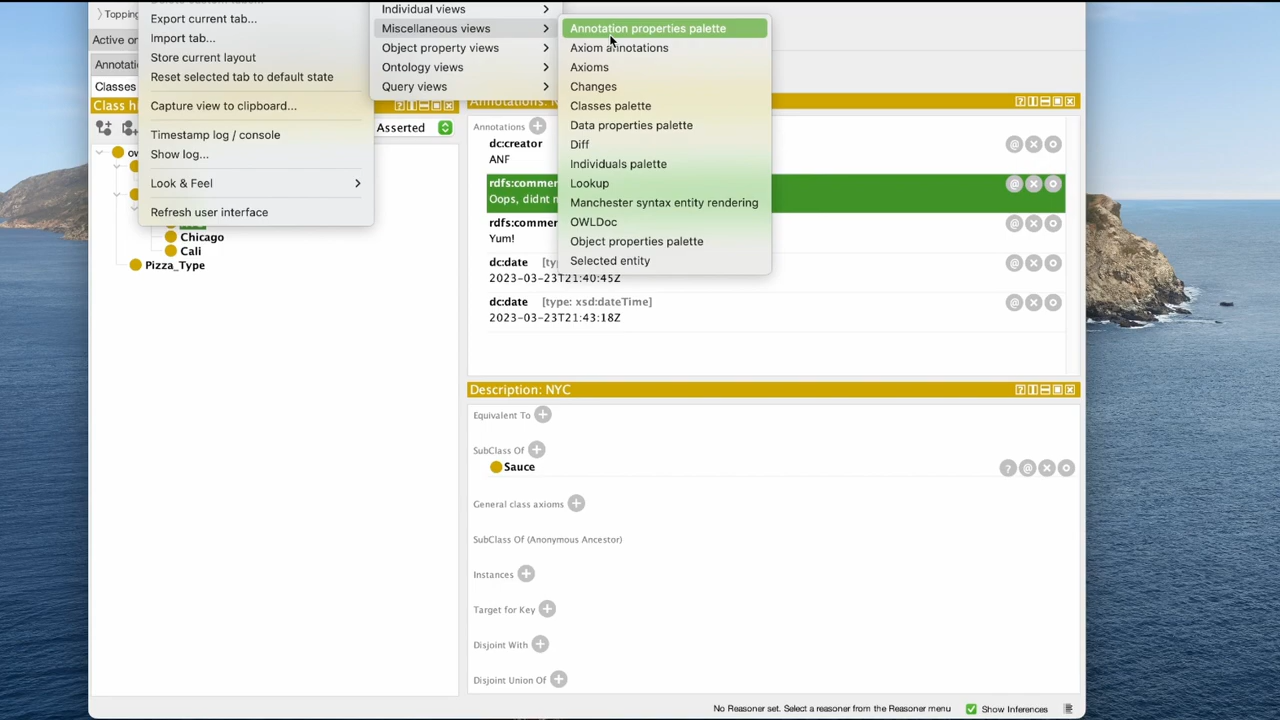 Topping
Active on
Annotatio
Classes
Class h
Asserted
ow
Chicago
Cali
Pizza_Type
Export current tab...
Import tab...
Store current layout
Reset selected tab to default state
Capture view to clipboard...
Timestamp log / console
Show log...
Look & Feel
Refresh user interface
Individual views
Miscellaneous views
Object property views
Ontology views
Query views
Annotation properties palette
Axiom annotations
Axioms
Changes
Classes palette
Data properties palette
Diff
Individuals palette
Lookup
Manchester syntax entity rendering
OWLDoc
Object properties palette
Selected entity
Annotations: N
Annotations
dc:creator
ANF
rdfs:commen
Oops, didnt m
rdfs:commen
Yum!
dc:date [ty
2023-03-23T21:40:45Z
dc:date [type: xsd:dateTime]
2023-03-23T21:43:18Z
Description: NYC
Equivalent To
SubClass Of
Sauce
General class axioms
SubClass Of (Anonymous Ancestor)
Instances
Target for Key
Disjoint With
Disjoint Union Of
No Reasoner set. Select a reasoner from the Reasoner menu
Show Inferences